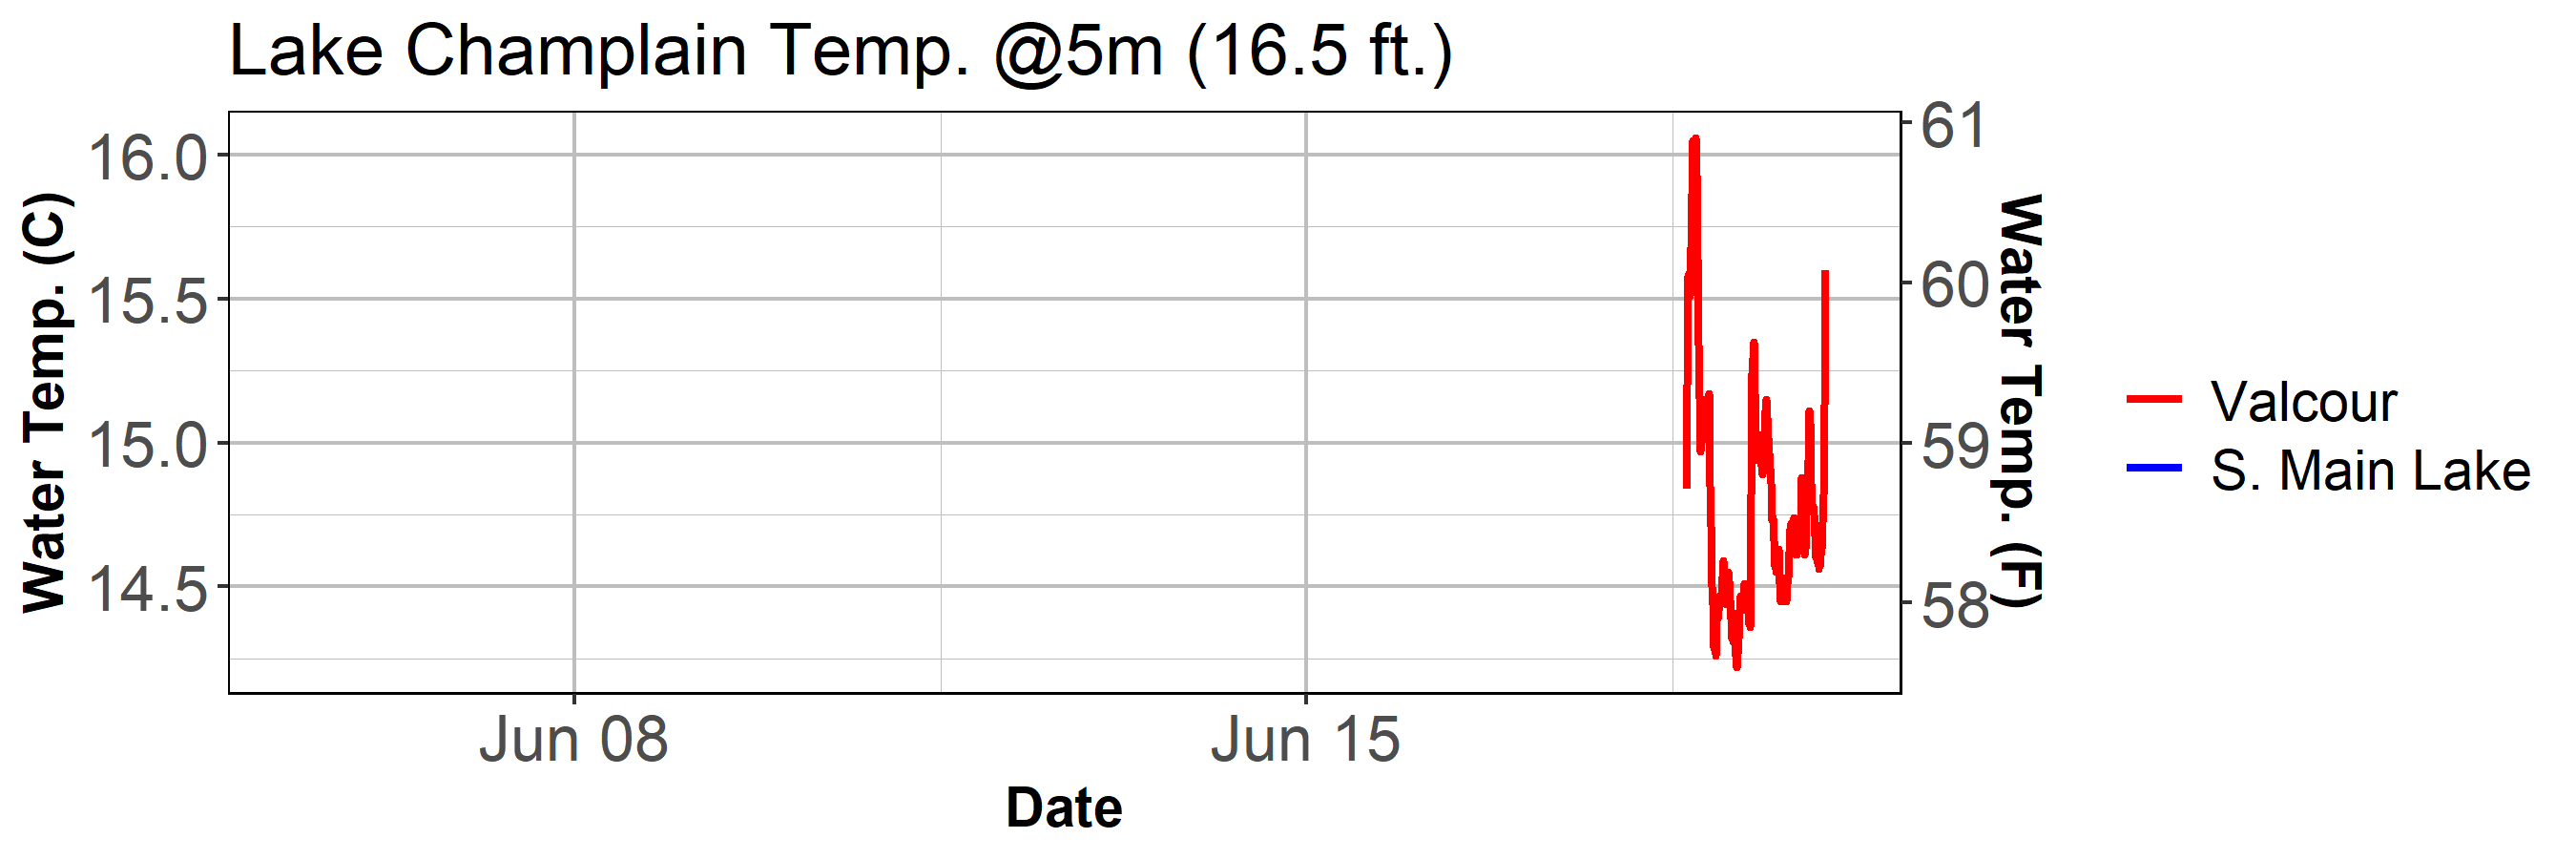 Lake Champlain Temp. @5m (16.5 ft.)
Water Temp. (C)
16.0
15.5
15.0
14.5
61
60
59
58
Water Temp. (F)
Jun 08
Jun 15
Date
Valcour
S. Main Lake